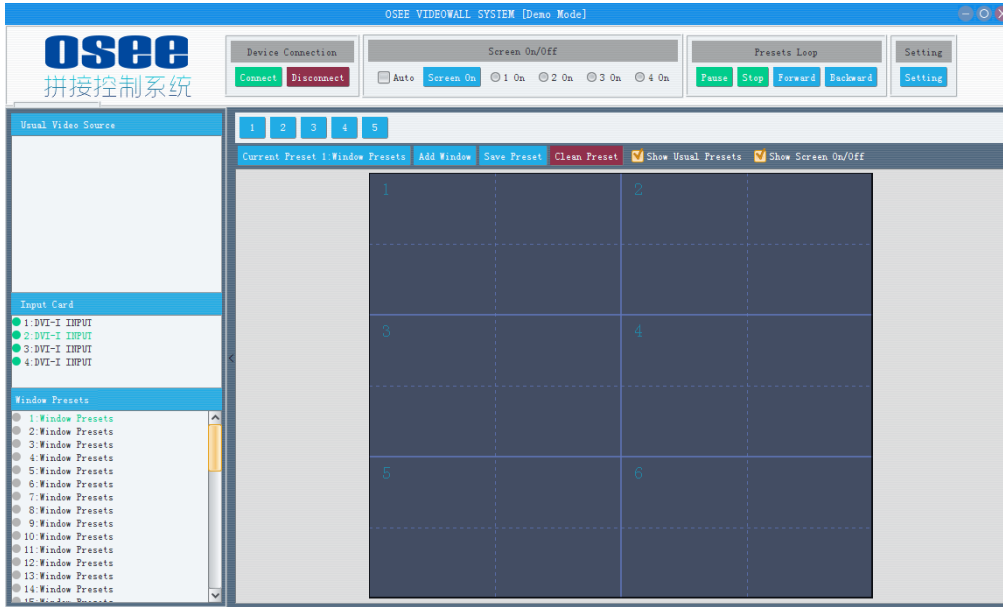 OSEE VIDEOWALL SYSTEM [Demo Mode]
OSee
拼接控制系统
Device Connection
Connect Disconnect
Screen On/Off
Auto Screen On 1 On 2 On 3 On 4 On
Presets Loop
Pause Stop Forward Backward
Setting
Setting
Usual Video Source
1 2 3 4 5
Current Preset 1:Window Presets Add Window Save Preset Clean Preset Show Usual Presets Show Screen On/Off
1 2
3 4
5 6
Input Card
1:DVI-I INPUT
2:DVI-I INPUT
3:DVI-I INPUT
4:DVI-I INPUT
Window Presets
1:Window Presets
2:Window Presets
3:Window Presets
4:Window Presets
5:Window Presets
6:Window Presets
7:Window Presets
8:Window Presets
9:Window Presets
10:Window Presets
11:Window Presets
12:Window Presets
13:Window Presets
14:Window Presets
15:Window Presets